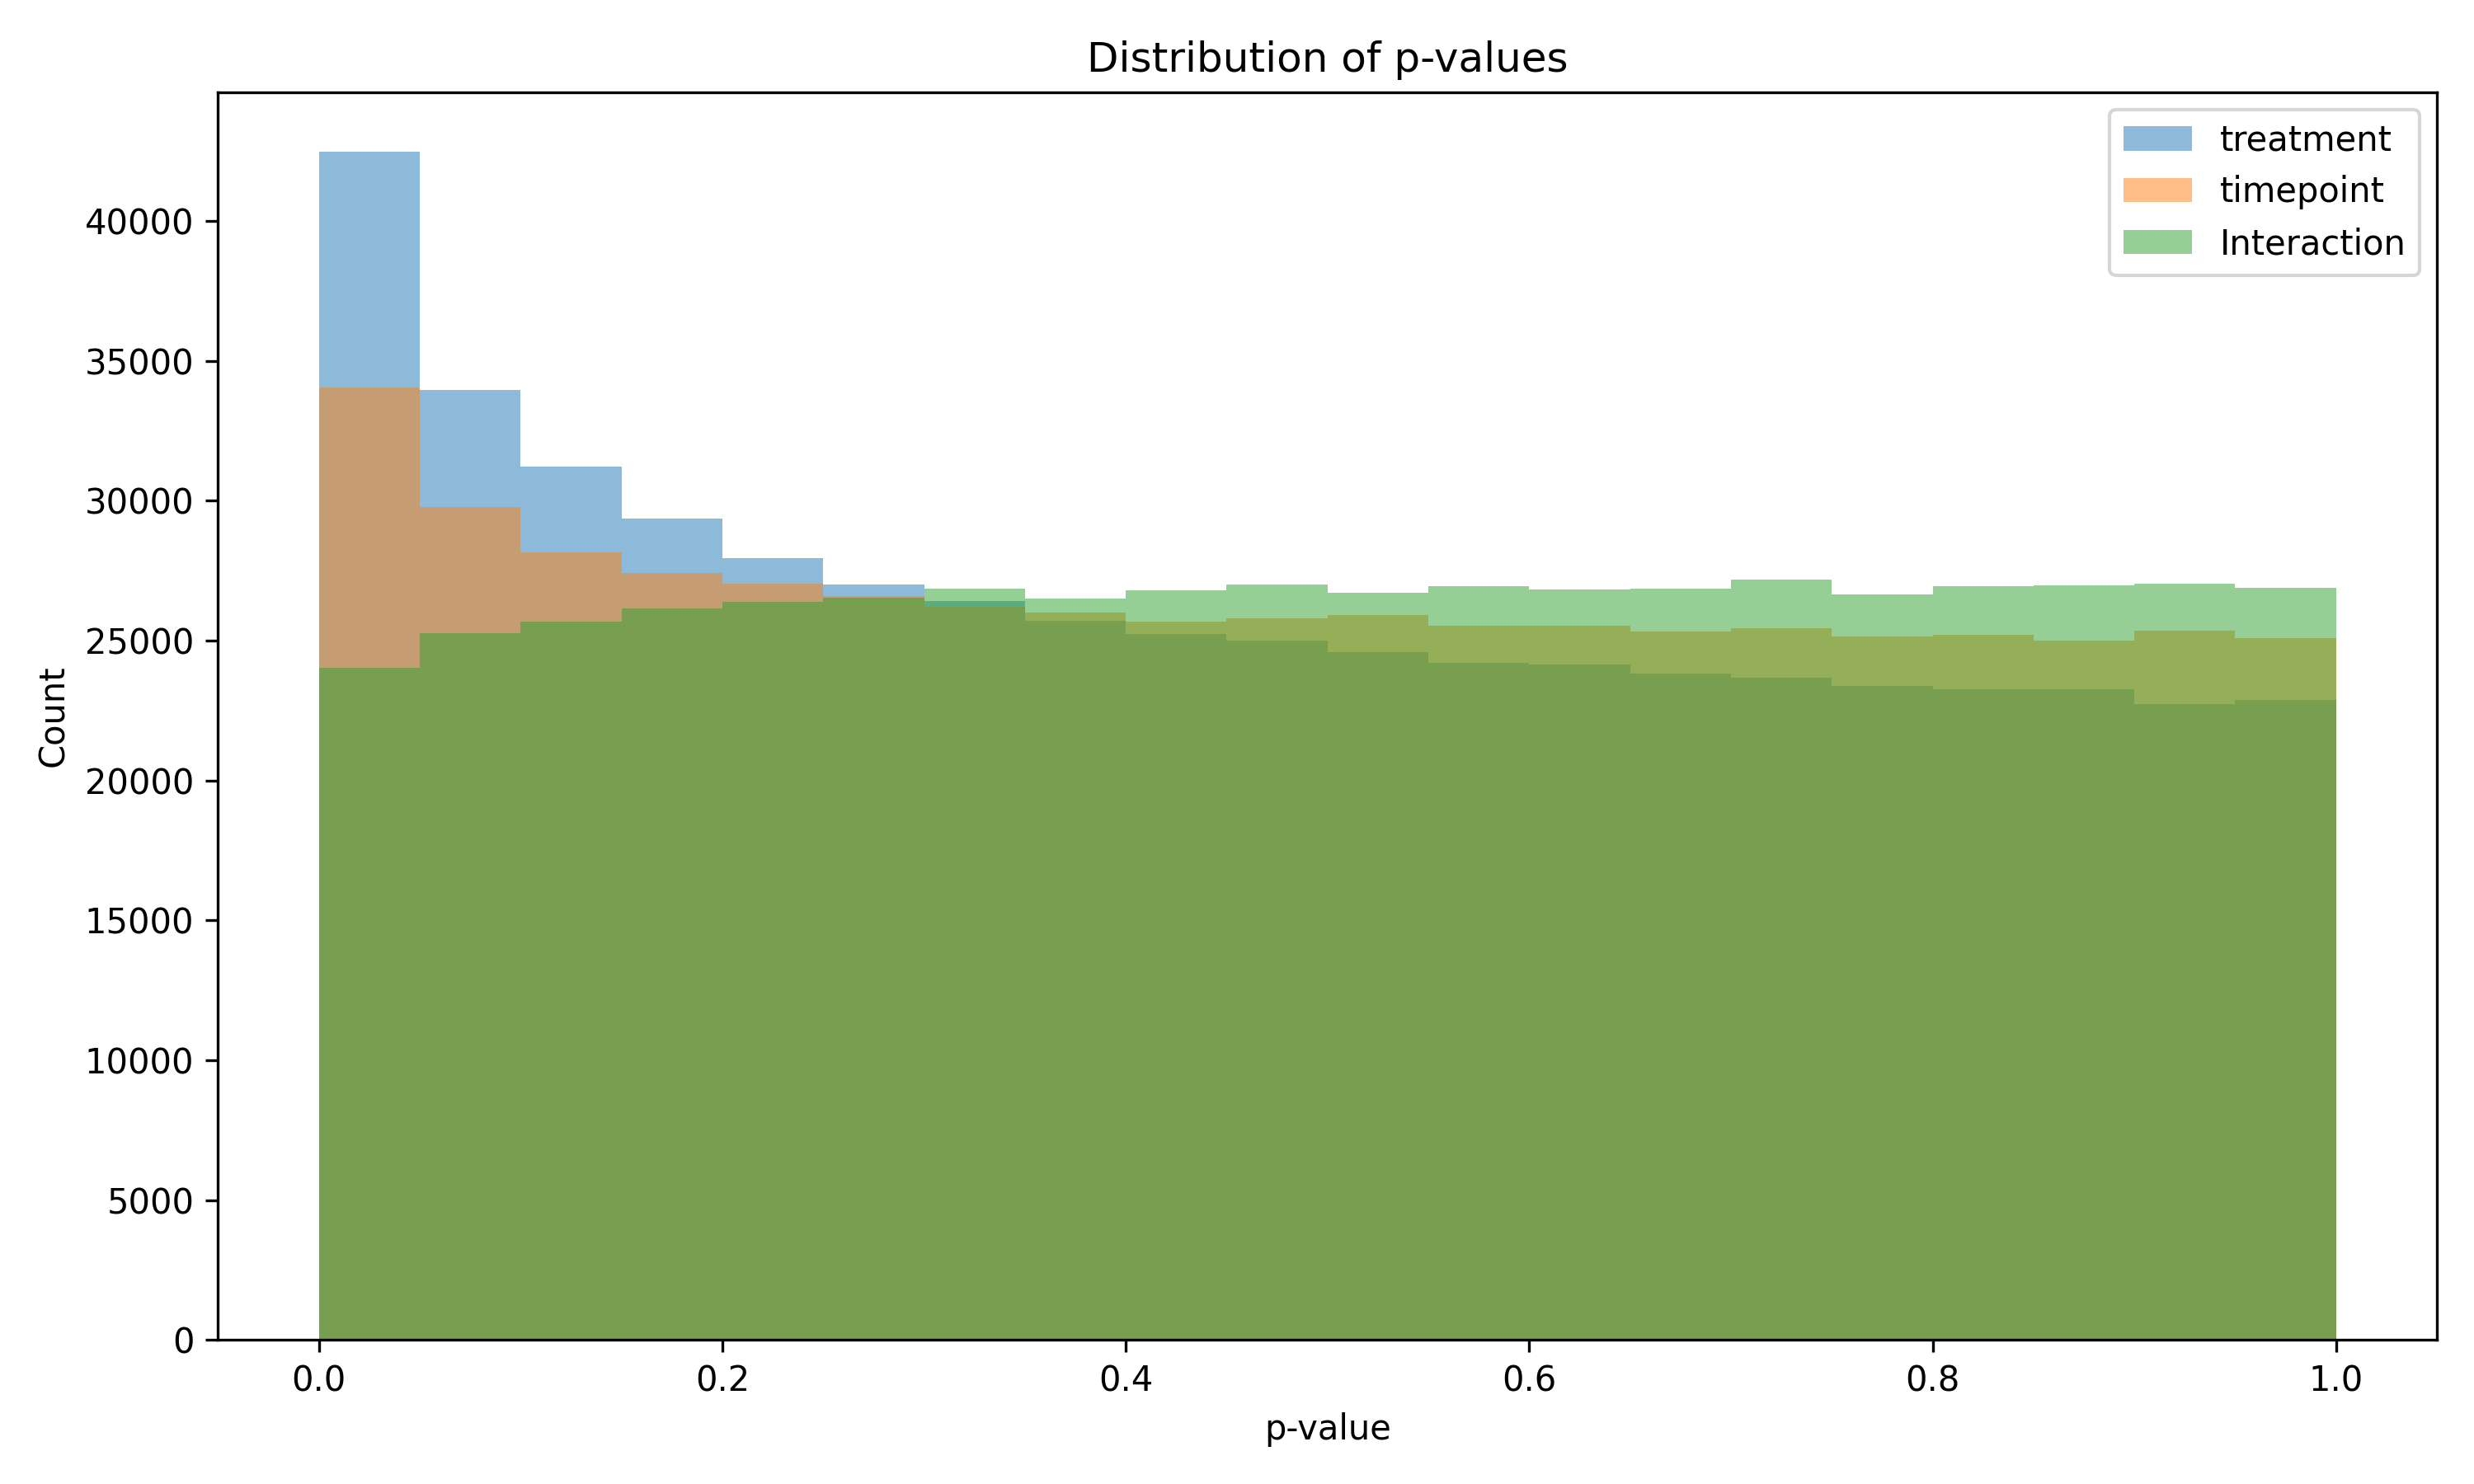 Distribution of p-values
treatment
timepoint
Interaction
40000
35000
30000
25000
20000
15000
10000
5000
0
Count
0.0 0.2 0.4 0.6 0.8 1.0
p-value